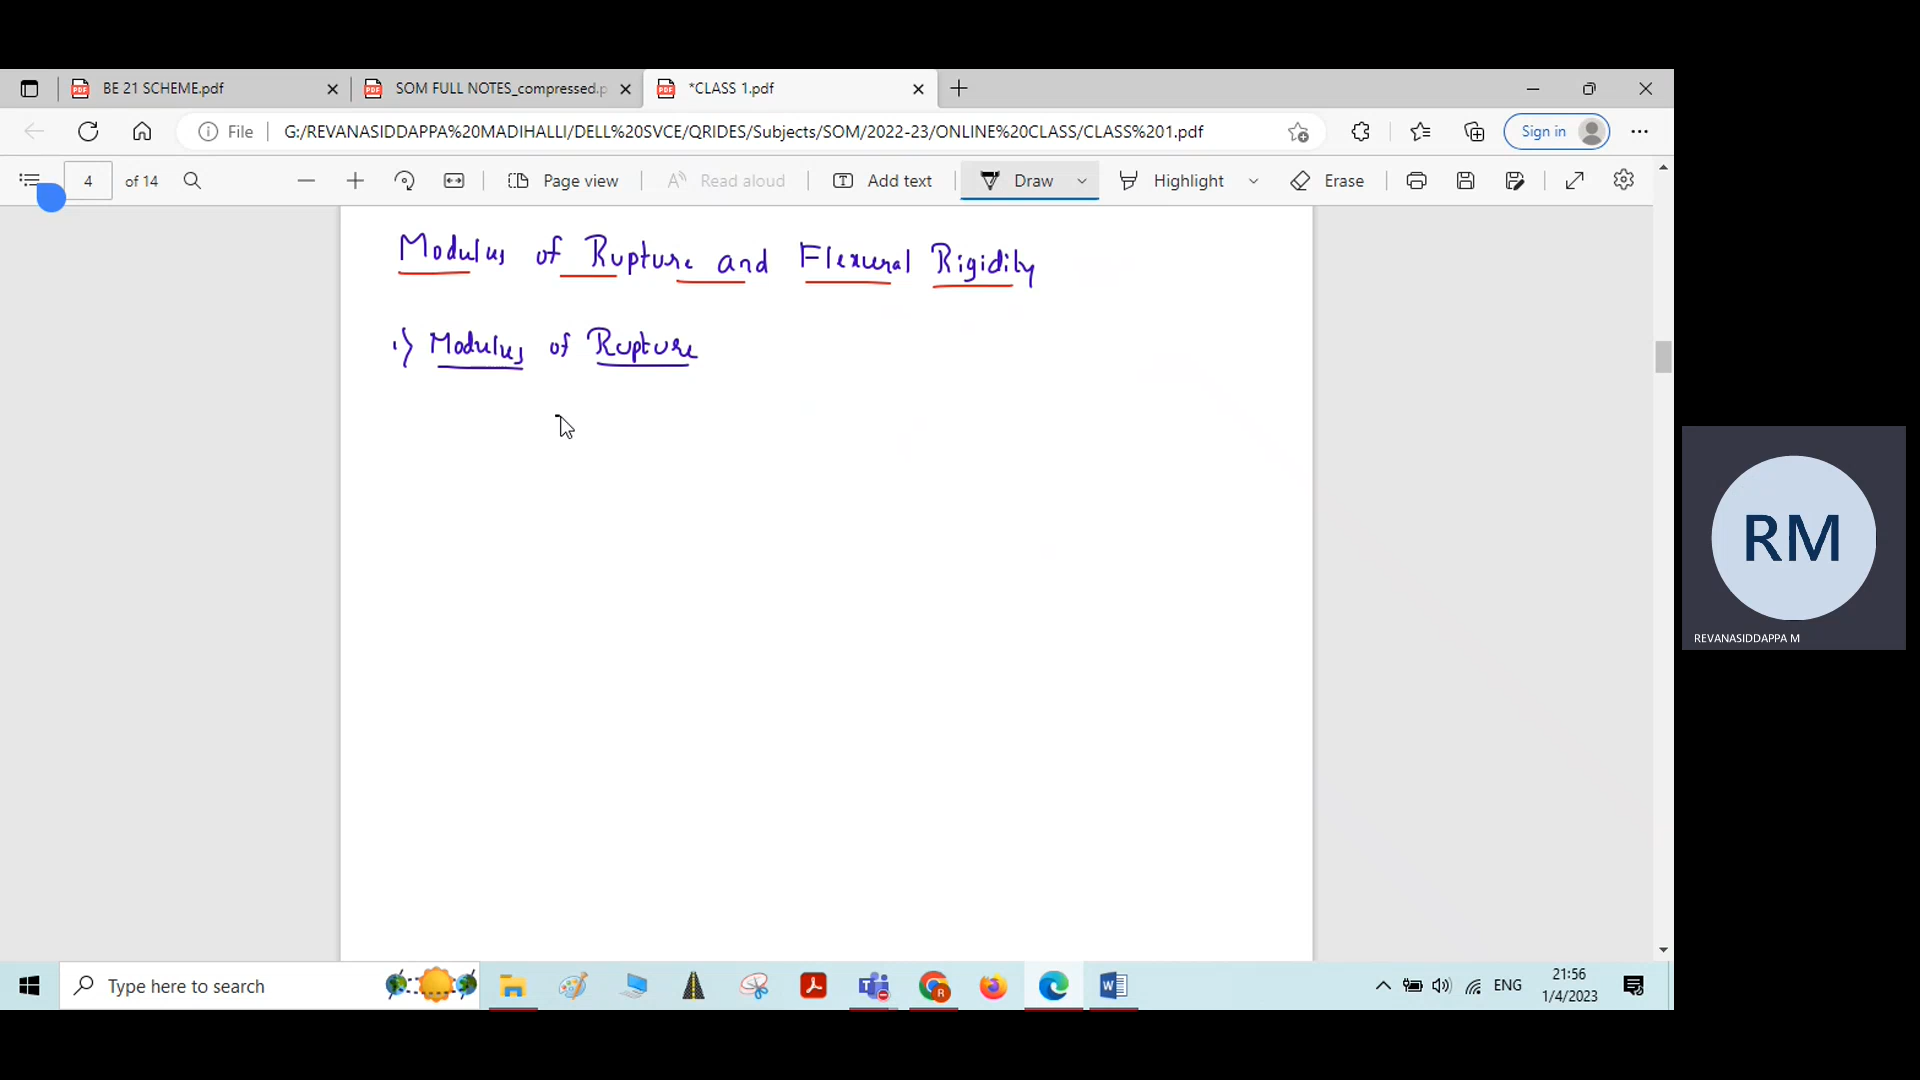 BE 21 SCHEME.pdf
SOM FULL NOTES_compressed.p
*CLASS 1.pdf
File
G:/REVANASIDDAPPA%20MADIHALLI/DELL%20SVCE/QRIDES/Subjects/SOM/2022-23/ONLINE%20CLASS/CLASS%201.pdf
Sign in
4 of 14
Page view
Read aloud
Add text
Draw
Highlight
Erase
Modulus of Rupture and Flexural Rigidity
1) Modulus of Rupture
RM
REVANASIDDAPPA M
Type here to search
ENG
21:56
1/4/2023